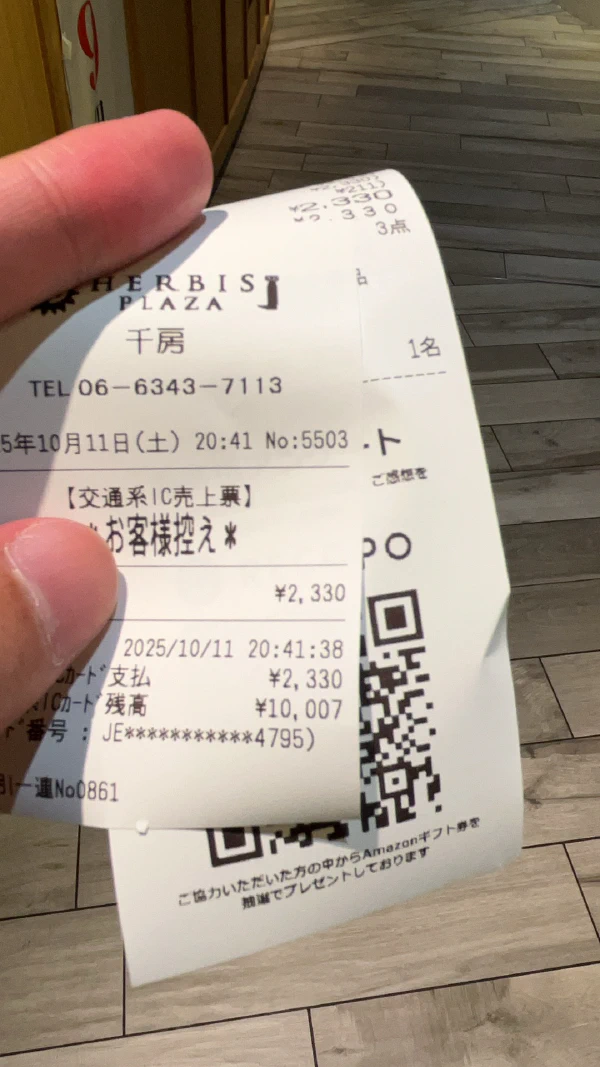 9
HERBIS
PLAZA
千房
TEL 06-6343-7113
5年10月11日(土) 20:41 No:5503
【交通系IC売上票】
*お客様控え*
¥2,330
2025/10/11 20:41:38
カード支払 ¥2,330
ICカード残高 ¥10,007
番号 : JE***********4795)
一連No0861
¥211)
¥2,330
¥2,330
3点
1名
ト
ご感想を
PO
ご協力いただいた方の中からAmazonギフト券を
抽選でプレゼントしております